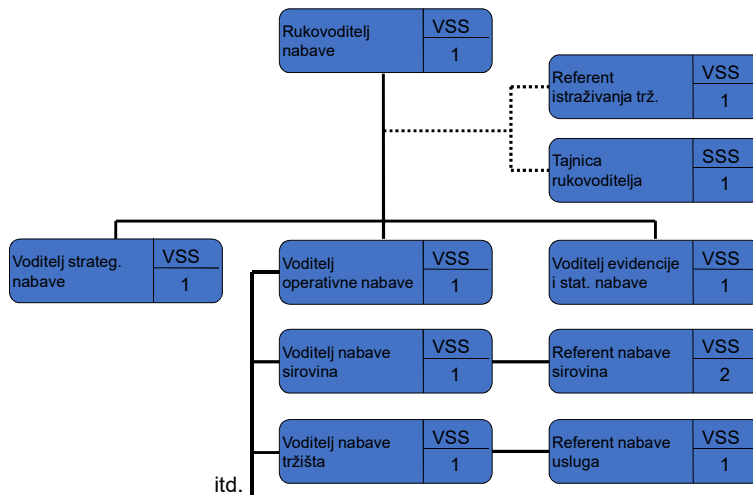 Rukovoditelj
nabave
VSS
1
Referent
istraživanja trž.
VSS
1
Tajnica
rukovoditelja
SSS
1
Voditelj strateg.
nabave
VSS
1
Voditelj
operativne nabave
VSS
1
Voditelj evidencije
i stat. nabave
VSS
1
Voditelj nabave
sirovina
VSS
1
Referent nabave
sirovina
VSS
2
Voditelj nabave
tržišta
VSS
1
Referent nabave
usluga
VSS
1
itd.